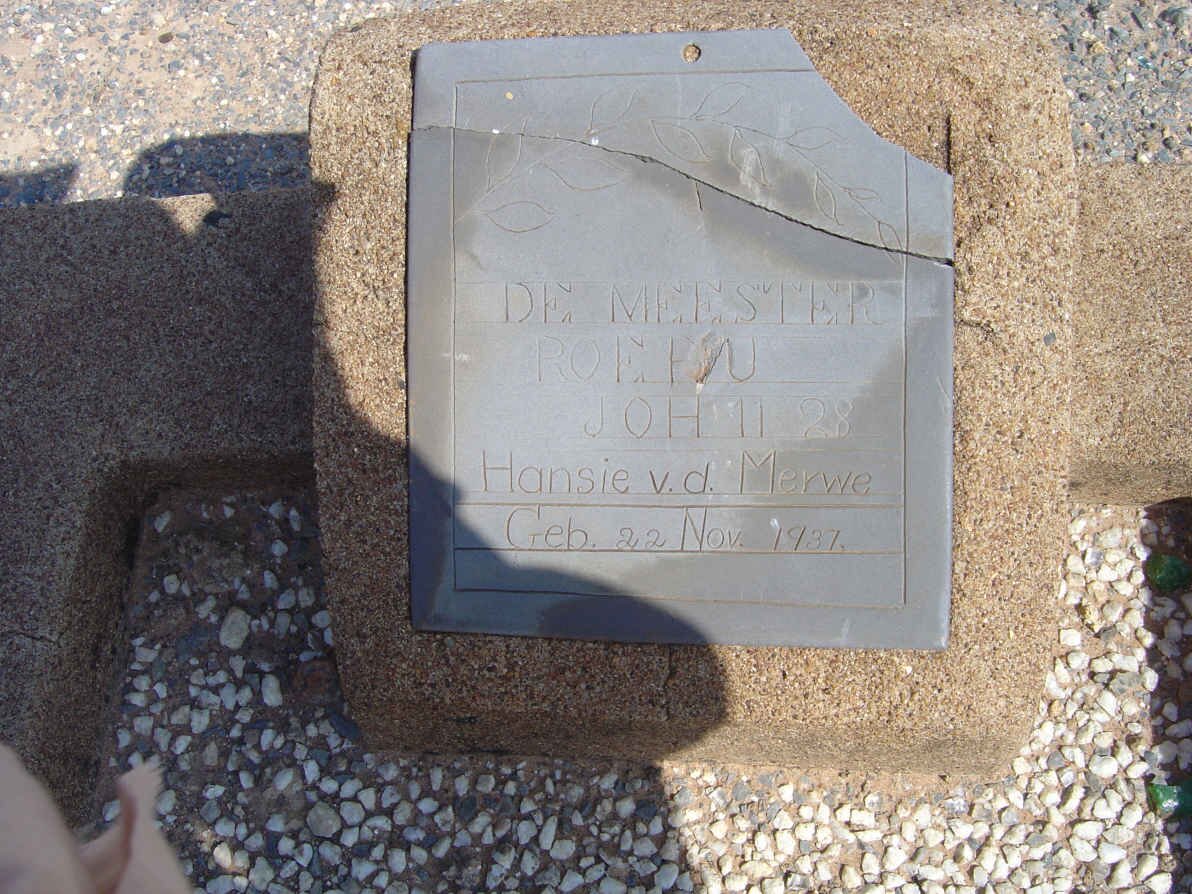 DE MEESTER
ROEP U
JOH 11 28
Hansie v.d. Merwe
Geb. 22 Nov. 1937.